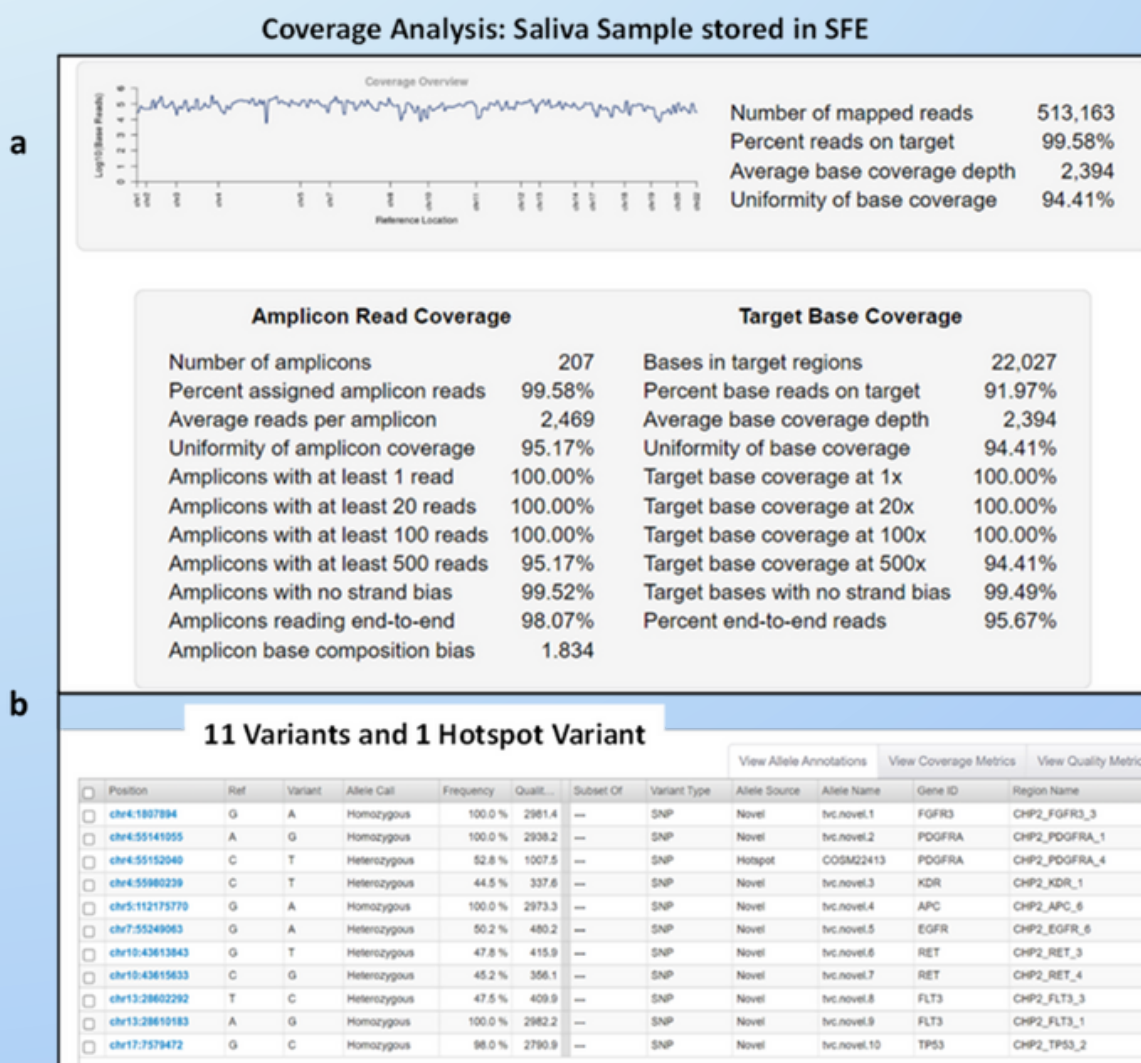 Coverage Analysis: Saliva Sample stored in SFE
a
Coverage Overview
Log10(Base Reads)
0 1 2 3 4 5 6
Reference Location
Number of mapped reads 513,163
Percent reads on target 99.58%
Average base coverage depth 2,394
Uniformity of base coverage 94.41%
Amplicon Read Coverage
Number of amplicons 207
Percent assigned amplicon reads 99.58%
Average reads per amplicon 2,469
Uniformity of amplicon coverage 95.17%
Amplicons with at least 1 read 100.00%
Amplicons with at least 20 reads 100.00%
Amplicons with at least 100 reads 100.00%
Amplicons with at least 500 reads 95.17%
Amplicons with no strand bias 99.52%
Amplicons reading end-to-end 98.07%
Amplicon base composition bias 1.834
Target Base Coverage
Bases in target regions 22,027
Percent base reads on target 91.97%
Average base coverage depth 2,394
Uniformity of base coverage 94.41%
Target base coverage at 1x 100.00%
Target base coverage at 20x 100.00%
Target base coverage at 100x 100.00%
Target base coverage at 500x 94.41%
Target bases with no strand bias 99.49%
Percent end-to-end reads 95.67%
b
11 Variants and 1 Hotspot Variant
View Allele Annotations View Coverage Metrics View Quality Metric
Position Ref Variant Allele Call Frequency Qualit... Subset Of Variant Type Allele Source Allele Name Gene ID Region Name
chr4:1807894 G A Homozygous 100.0 % 2981.4 --- SNP Novel tvc.novel.1 FGFR3 CHP2_FGFR3_3
chr4:55141055 A G Homozygous 100.0 % 2938.2 --- SNP Novel tvc.novel.2 PDGFRA CHP2_PDGFRA_1
chr4:55152040 C T Heterozygous 52.8 % 1007.5 --- SNP Hotspot COSM22413 PDGFRA CHP2_PDGFRA_4
chr4:55980239 C T Heterozygous 44.5 % 337.6 --- SNP Novel tvc.novel.3 KDR CHP2_KDR_1
chr5:112175770 G A Homozygous 100.0 % 2973.3 --- SNP Novel tvc.novel.4 APC CHP2_APC_6
chr7:55249063 G A Heterozygous 50.2 % 480.2 --- SNP Novel tvc.novel.5 EGFR CHP2_EGFR_6
chr10:43613843 G T Heterozygous 47.8 % 415.9 --- SNP Novel tvc.novel.6 RET CHP2_RET_3
chr10:43615633 C G Heterozygous 45.2 % 356.1 --- SNP Novel tvc.novel.7 RET CHP2_RET_4
chr13:28602292 T C Heterozygous 47.5 % 409.9 --- SNP Novel tvc.novel.8 FLT3 CHP2_FLT3_3
chr13:28610183 A G Homozygous 100.0 % 2982.2 --- SNP Novel tvc.novel.9 FLT3 CHP2_FLT3_1
chr17:7579472 G C Homozygous 98.0 % 2790.9 --- SNP Novel tvc.novel.10 TP53 CHP2_TP53_2